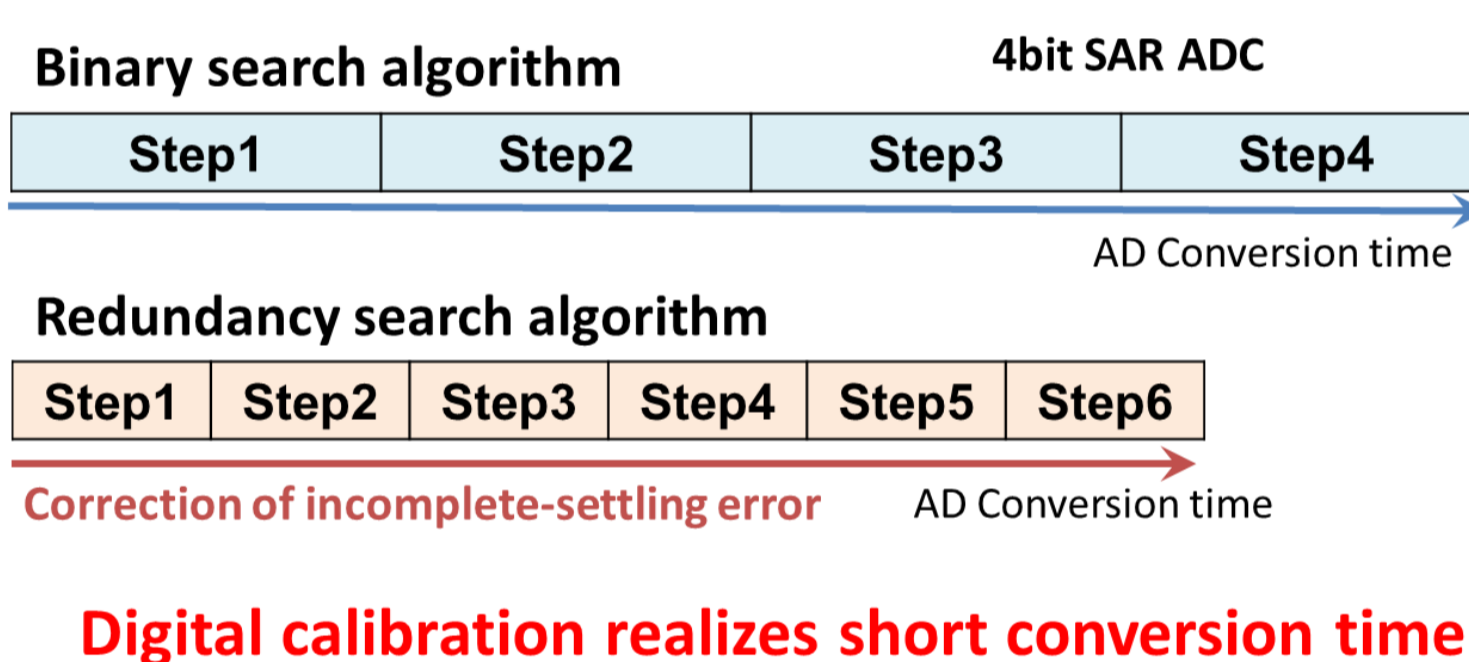 Binary search algorithm 4bit SAR ADC
Step1 Step2 Step3 Step4
AD Conversion time
Redundancy search algorithm
Step1 Step2 Step3 Step4 Step5 Step6
Correction of incomplete-settling error AD Conversion time
Digital calibration realizes short conversion time